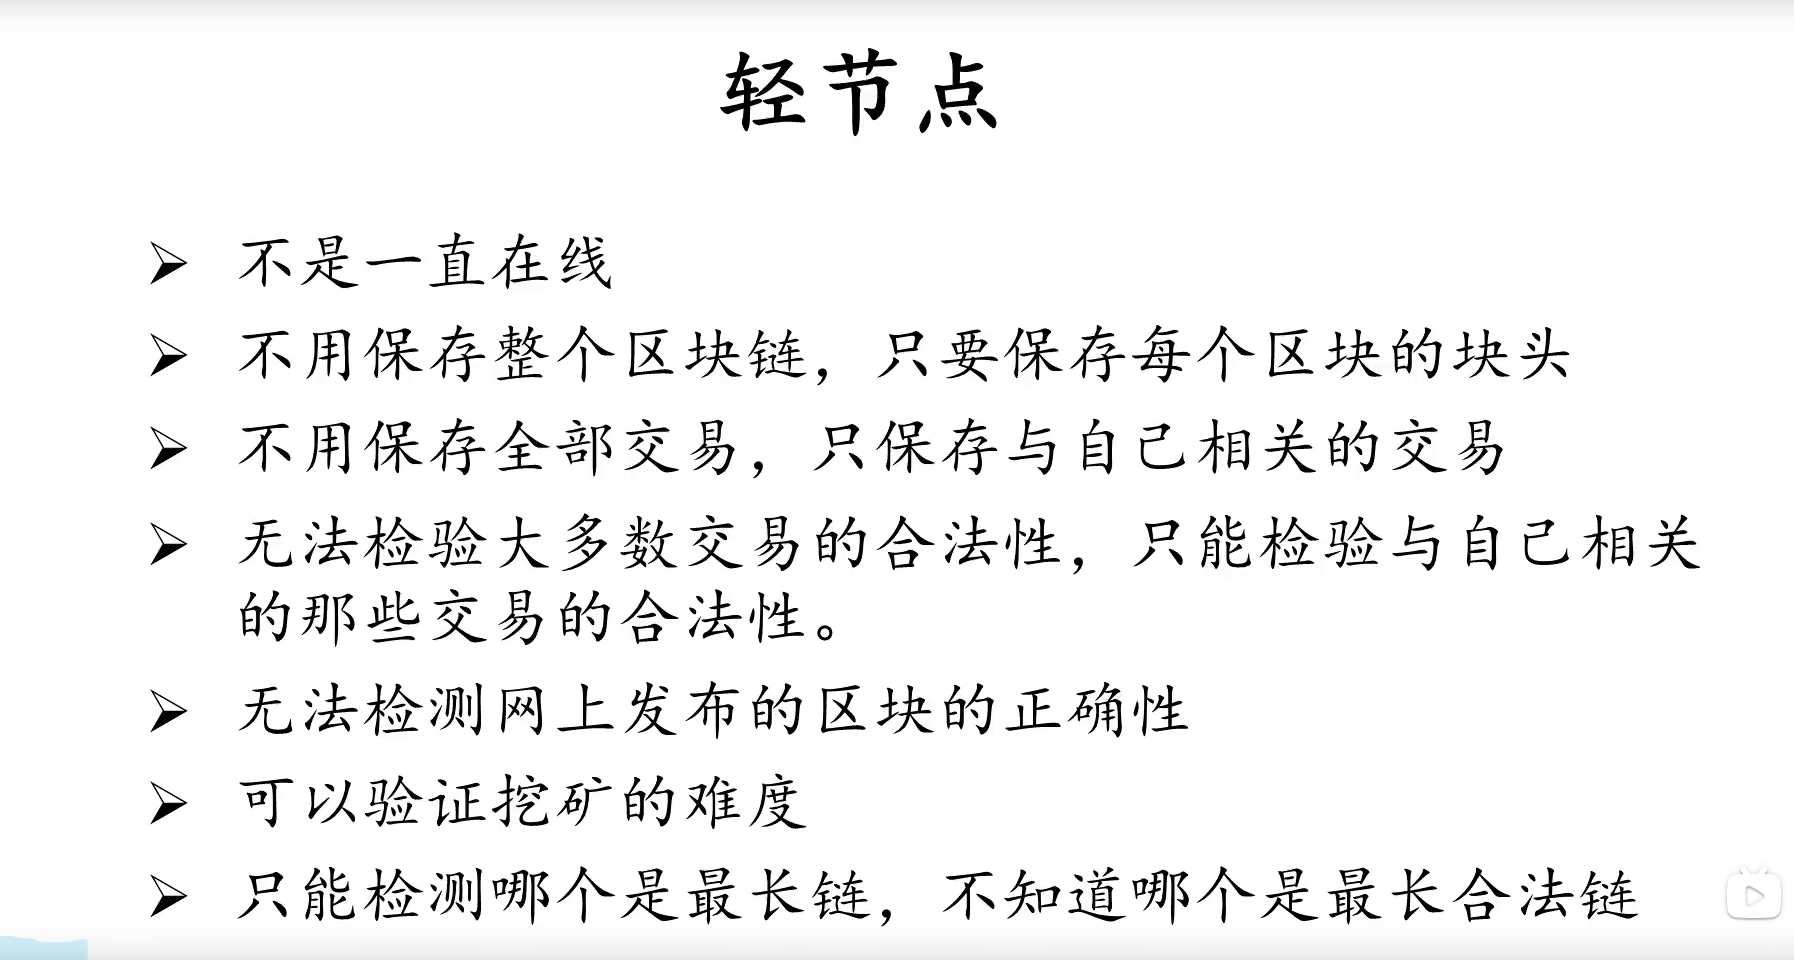 轻节点
不是一直在线
不用保存整个区块链，只要保存每个区块的块头
不用保存全部交易，只保存与自己相关的交易
无法检验大多数交易的合法性，只能检验与自己相关
的那些交易的合法性。
无法检测网上发布的区块的正确性
可以验证挖矿的难度
只能检测哪个是最长链，不知道哪个是最长合法链